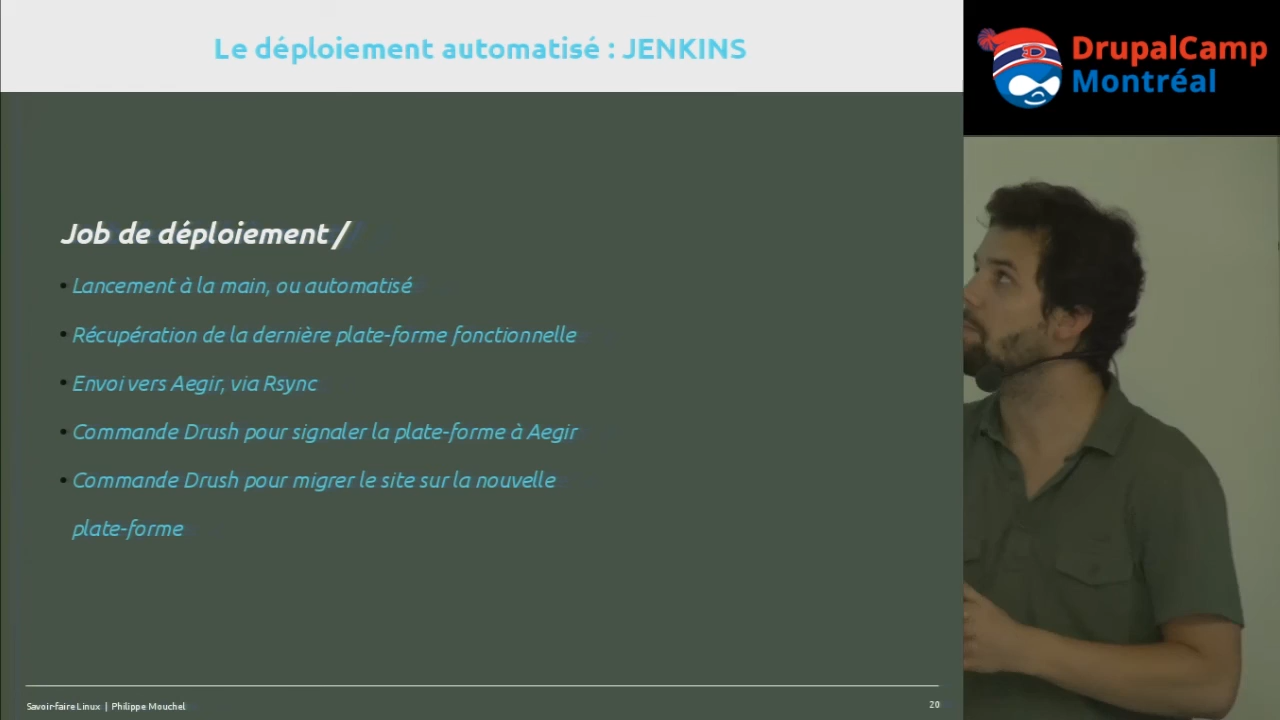 Le déploiement automatisé : JENKINS
DrupalCamp
Montréal
Job de déploiement /
• Lancement à la main, ou automatisé
• Récupération de la dernière plate-forme fonctionnelle
• Envoi vers Aegir, via Rsync
• Commande Drush pour signaler la plate-forme à Aegir
• Commande Drush pour migrer le site sur la nouvelle
plate-forme
Savoir-faire Linux | Philippe Mouchel
20